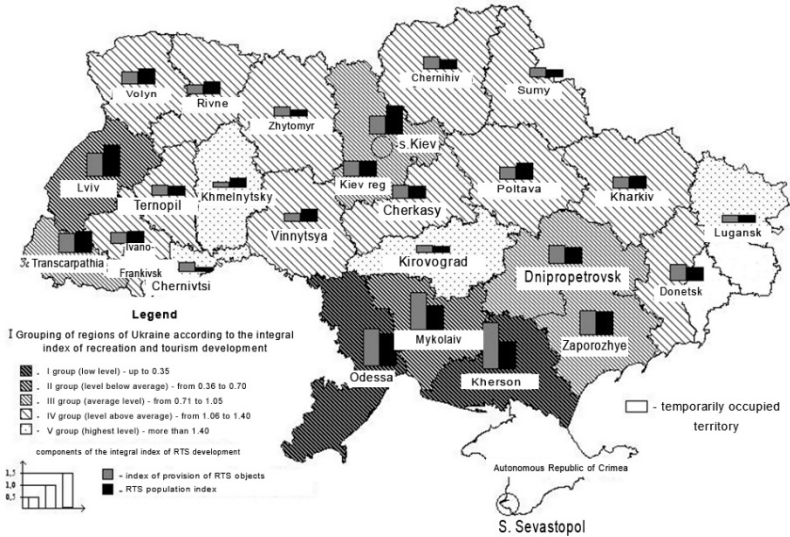 Chernihiv
Sumy
Volyn
Rivne
Zhytomyr
s.Kiev
Lviv
Ternopil
Khmelnytsky
Kiev reg
Cherkasy
Poltava
Kharkiv
Lugansk
Vinnytsya
Transcarpathia
Ivano-
Frankivsk
Chernivtsi
Kirovograd
Dnipropetrovsk
Donetsk
Zaporozhye
Mykolaiv
Odessa
Kherson
Legend
I Grouping of regions of Ukraine according to the integral
index of recreation and tourism development
- I group (low level) - up to 0.35
- II group (level below average) - from 0.36 to 0.70
- III group (average level) - from 0.71 to 1.05
- IV group (level above average) - from 1.06 to 1.40
- V group (highest level) - more than 1.40
components of the integral index of RTS development
1,5
1,0
0,5
- index of provision of RTS objects
- RTS population index
- temporarily occupied
territory
Autonomous Republic of Crimea
S. Sevastopol